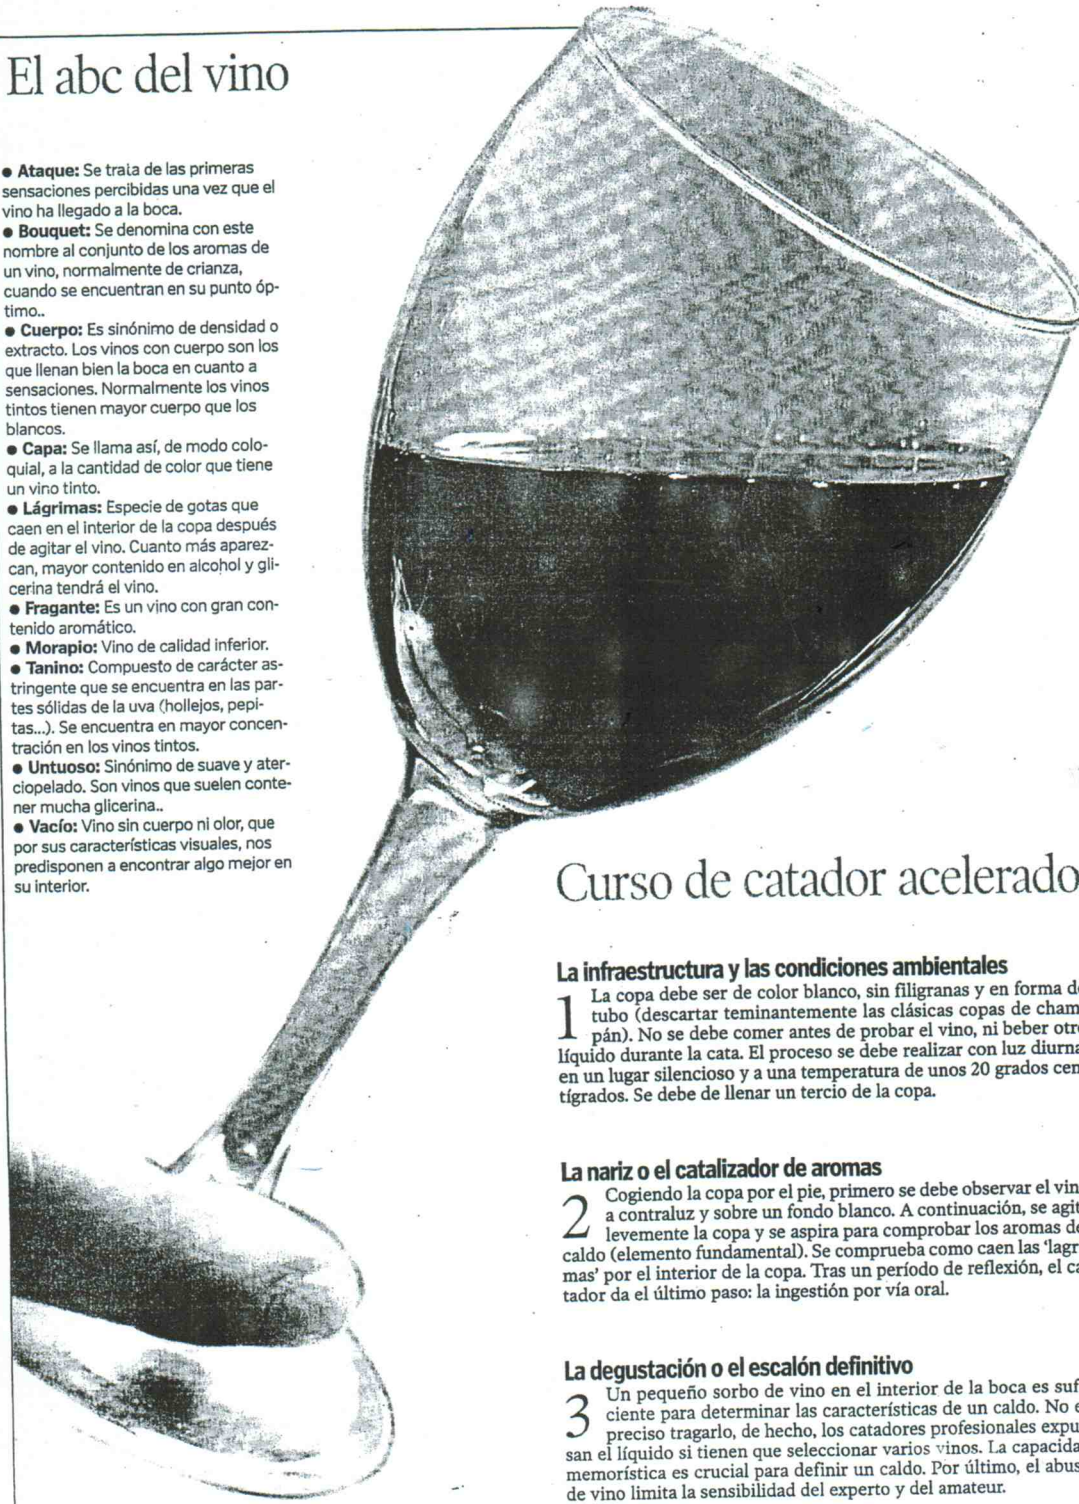 El abc del vino
● Ataque: Se trata de las primeras
sensaciones percibidas una vez que el
vino ha llegado a la boca.
● Bouquet: Se denomina con este
nombre al conjunto de los aromas de
un vino, normalmente de crianza,
cuando se encuentran en su punto óp-
timo..
● Cuerpo: Es sinónimo de densidad o
extracto. Los vinos con cuerpo son los
que llenan bien la boca en cuanto a
sensaciones. Normalmente los vinos
tintos tienen mayor cuerpo que los
blancos.
● Capa: Se llama así, de modo colo-
quial, a la cantidad de color que tiene
un vino tinto.
● Lágrimas: Especie de gotas que
caen en el interior de la copa después
de agitar el vino. Cuanto más aparez-
can, mayor contenido en alcohol y gli-
cerina tendrá el vino.
● Fragante: Es un vino con gran con-
tenido aromático.
● Morapio: Vino de calidad inferior.
● Tanino: Compuesto de carácter as-
tringente que se encuentra en las par-
tes sólidas de la uva (hollejos, pepi-
tas...). Se encuentra en mayor concen-
tración en los vinos tintos.
● Untuoso: Sinónimo de suave y ater-
ciopelado. Son vinos que suelen conte-
ner mucha glicerina..
● Vacío: Vino sin cuerpo ni olor, que
por sus características visuales, nos
predisponen a encontrar algo mejor en
su interior.
Curso de catador acelerado
La infraestructura y las condiciones ambientales
1 La copa debe ser de color blanco, sin filigranas y en forma de
tubo (descartar teminantemente las clásicas copas de cham-
pán). No se debe comer antes de probar el vino, ni beber otro
líquido durante la cata. El proceso se debe realizar con luz diurna,
en un lugar silencioso y a una temperatura de unos 20 grados cen-
tígrados. Se debe de llenar un tercio de la copa.
La nariz o el catalizador de aromas
2 Cogiendo la copa por el pie, primero se debe observar el vin
a contraluz y sobre un fondo blanco. A continuación, se agit
levemente la copa y se aspira para comprobar los aromas de
caldo (elemento fundamental). Se comprueba como caen las 'lagri
mas' por el interior de la copa. Tras un período de reflexión, el ca
tador da el último paso: la ingestión por vía oral.
La degustación o el escalón definitivo
3 Un pequeño sorbo de vino en el interior de la boca es sufi
ciente para determinar las características de un caldo. No e
preciso tragarlo, de hecho, los catadores profesionales expul
san el líquido si tienen que seleccionar varios vinos. La capacida
memorística es crucial para definir un caldo. Por último, el abus
de vino limita la sensibilidad del experto y del amateur.